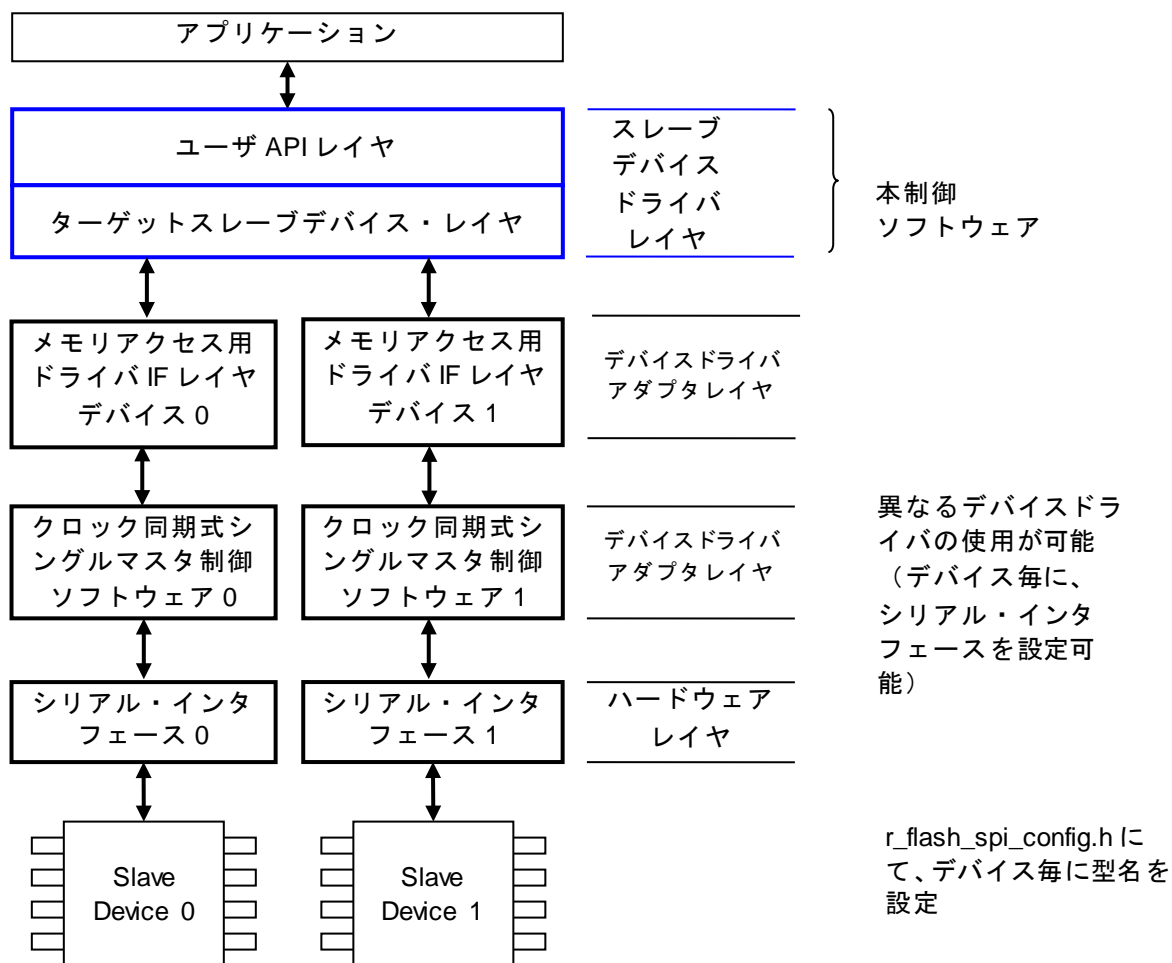 アプリケーション
ユーザ API レイヤ
ターゲットスレーブデバイス・レイヤ
スレーブ
デバイス
ドライバ
レイヤ
本制御
ソフトウェア
メモリアクセス用
ドライバ IF レイヤ
デバイス 0
メモリアクセス用
ドライバ IF レイヤ
デバイス 1
デバイスドライバ
アダプタレイヤ
クロック同期式シ
ングルマスタ制御
ソフトウェア 0
クロック同期式シ
ングルマスタ制御
ソフトウェア 1
デバイスドライバ
アダプタレイヤ
異なるデバイスドラ
イバの使用が可能
(デバイス毎に、
シリアル・インタ
フェースを設定可
能)
シリアル・インタ
フェース 0
シリアル・インタ
フェース 1
ハードウェア
レイヤ
Slave
Device 0
Slave
Device 1
r_flash_spi_config.h に
て、デバイス毎に型名を
設定